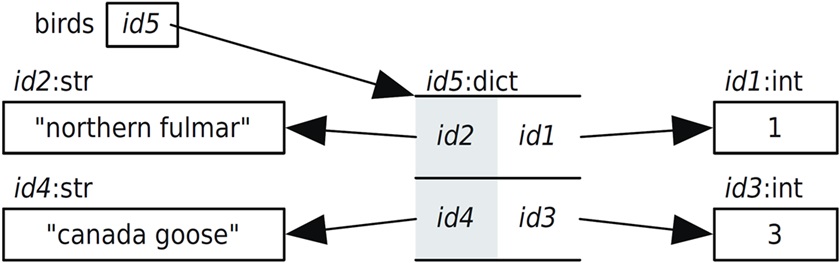 birds id5
id2:str id5:dict id1:int
"northern fulmar" id2 id1 1
id4:str id3:int
"canada goose" id4 id3 3